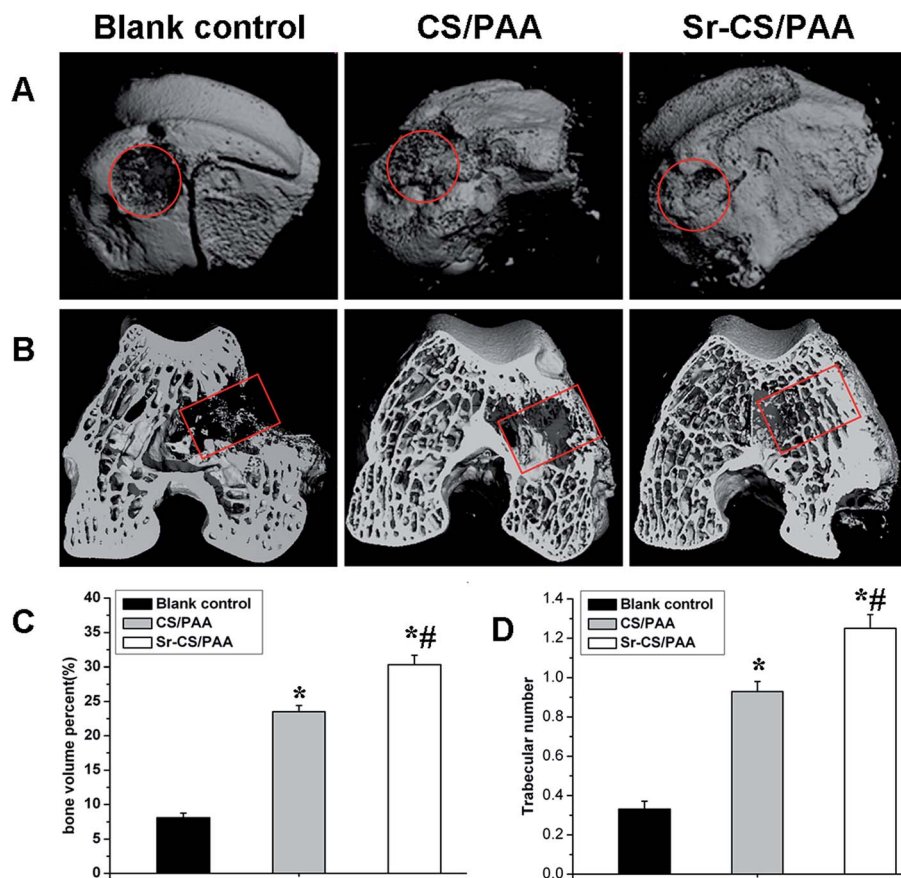 Blank control
CS/PAA
Sr-CS/PAA
A
B
C
bone volume percent(%)
40
35
30
25
20
15
10
5
0
Blank control
CS/PAA
Sr-CS/PAA
*
*#
D
Trabecular number
1.4
1.2
1.0
0.8
0.6
0.4
0.2
0.0
Blank control
CS/PAA
Sr-CS/PAA
*
*#